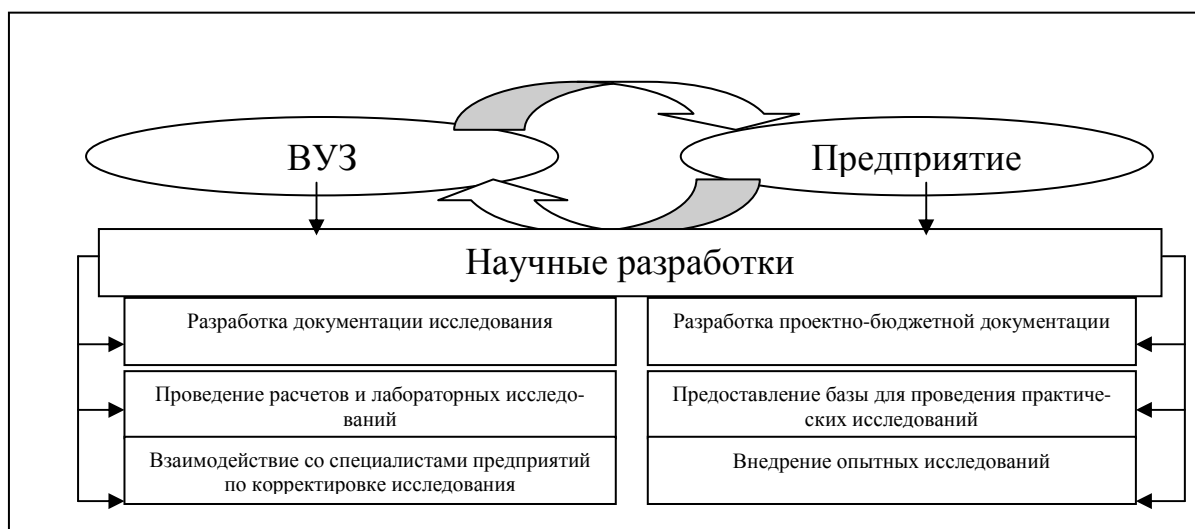 ВУЗ
Предприятие
Научные разработки
Разработка документации исследования
Разработка проектно-бюджетной документации
Проведение расчетов и лабораторных исследо-
ваний
Предоставление базы для проведения практиче-
ских исследований
Взаимодействие со специалистами предприятий
по корректировке исследования
Внедрение опытных исследований